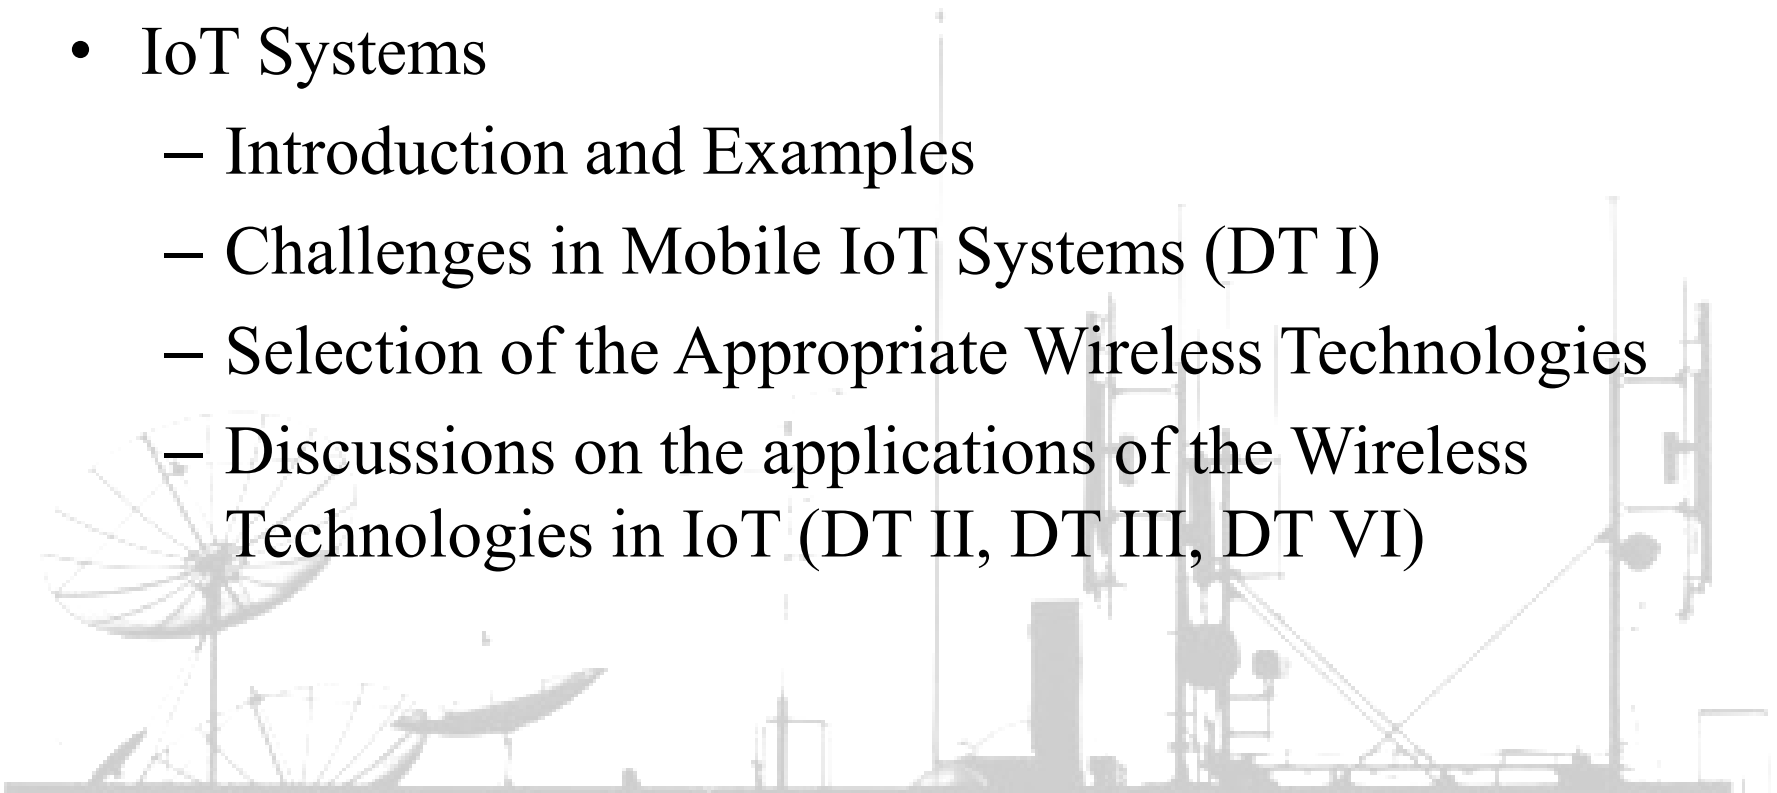 • IoT Systems
– Introduction and Examples
– Challenges in Mobile IoT Systems (DT I)
– Selection of the Appropriate Wireless Technologies
– Discussions on the applications of the Wireless
Technologies in IoT (DT II, DT III, DT VI)